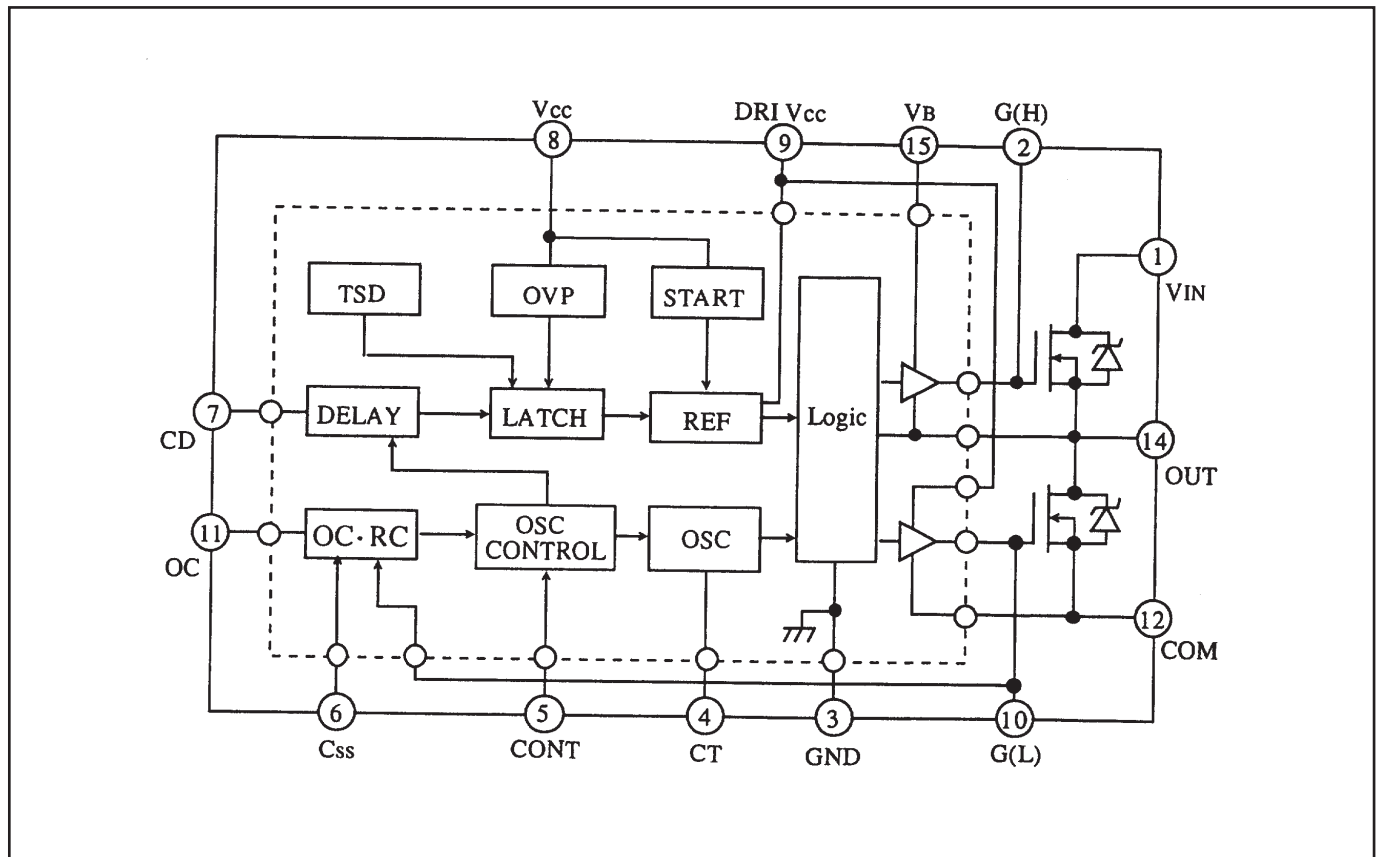 Vcc
DRI Vcc
VB
G(H)
8
9
15
2
1
VIN
TSD
OVP
START
7
CD
DELAY
LATCH
REF
Logic
14
OUT
11
OC
OC·RC
OSC
CONTROL
OSC
12
COM
6
5
4
3
10
Css
CONT
CT
GND
G(L)